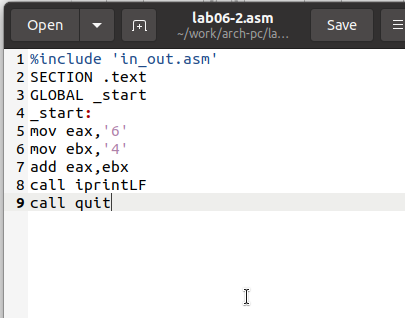 Open
lab06-2.asm
~/work/arch-pc/la...
Save
1 %include 'in_out.asm'
2 SECTION .text
3 GLOBAL _start
4 _start:
5 mov eax,'6'
6 mov ebx,'4'
7 add eax,ebx
8 call iprintLF
9 call quit